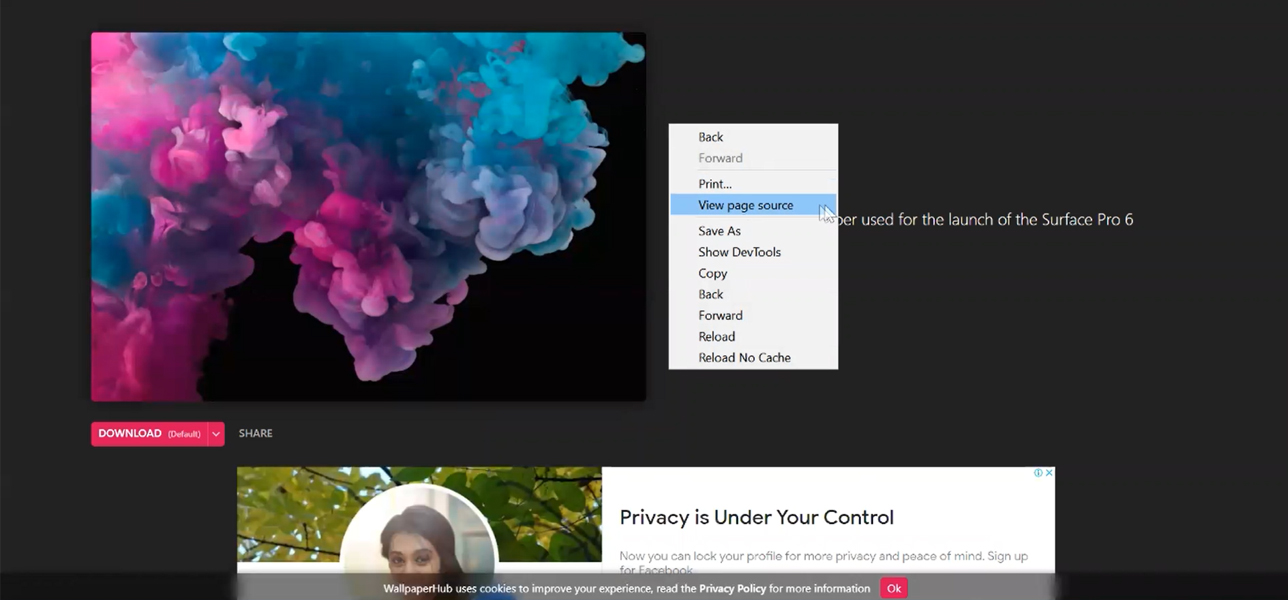 Back
Forward
Print...
View page source
per used for the launch of the Surface Pro 6
Save As
Show DevTools
Copy
Back
Forward
Reload
Reload No Cache
DOWNLOAD (Default)
SHARE
Privacy is Under Your Control
Now you can lock your profile for more privacy and peace of mind. Sign up
for Facebook
WallpaperHub uses cookies to improve your experience, read the Privacy Policy for more information
Ok